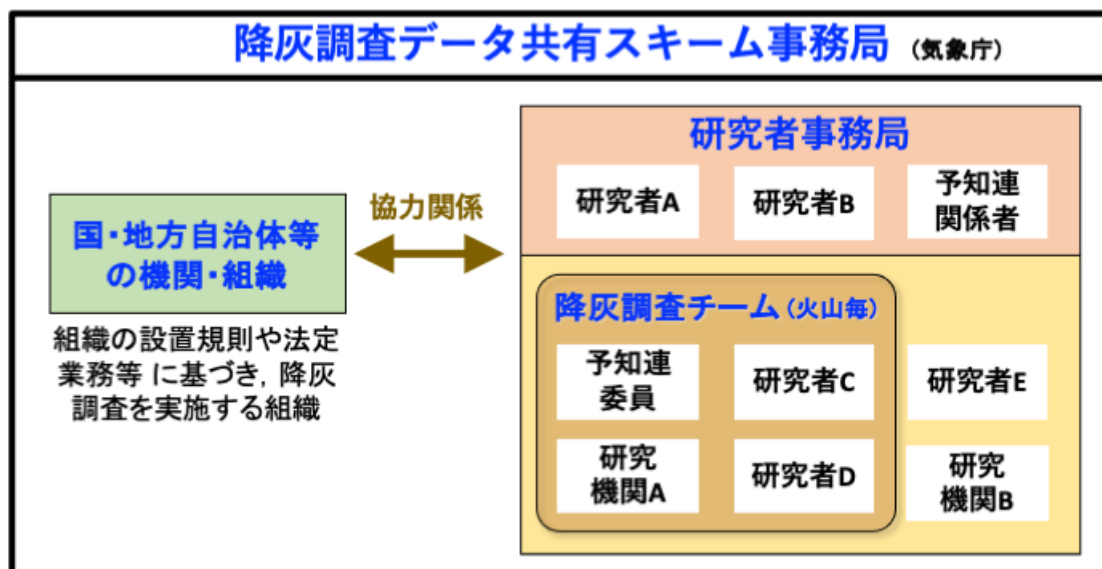 降灰調査データ共有スキーム事務局 (気象庁)
国・地方自治体等
の機関・組織
組織の設置規則や法定
業務等 に基づき, 降灰
調査を実施する組織
協力関係
研究者事務局
研究者A
研究者B
予知連
関係者
降灰調査チーム(火山毎)
予知連
委員
研究者C
研究者E
研究
機関A
研究者D
研究
機関B